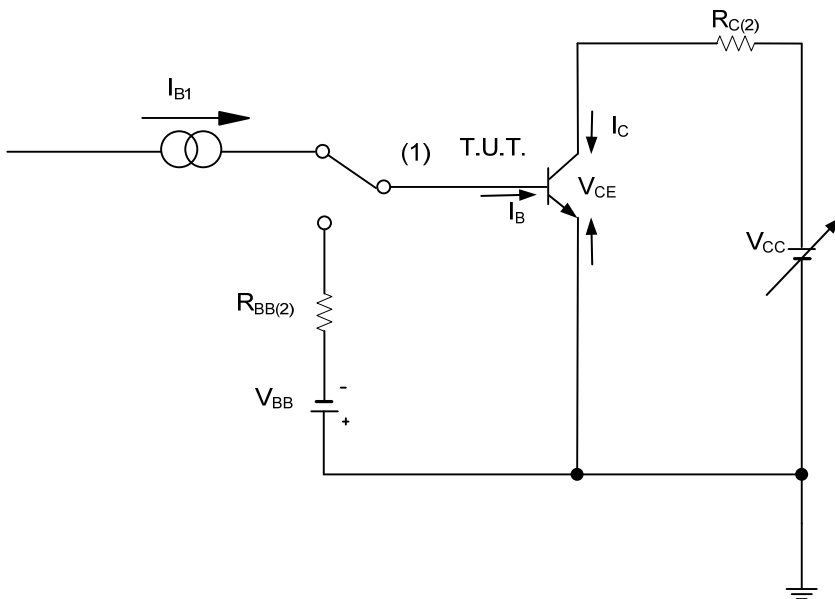 R_C(2)
I_B1
(1) T.U.T.
I_C
V_CE
I_B
V_CC
R_BB(2)
V_BB
-
+